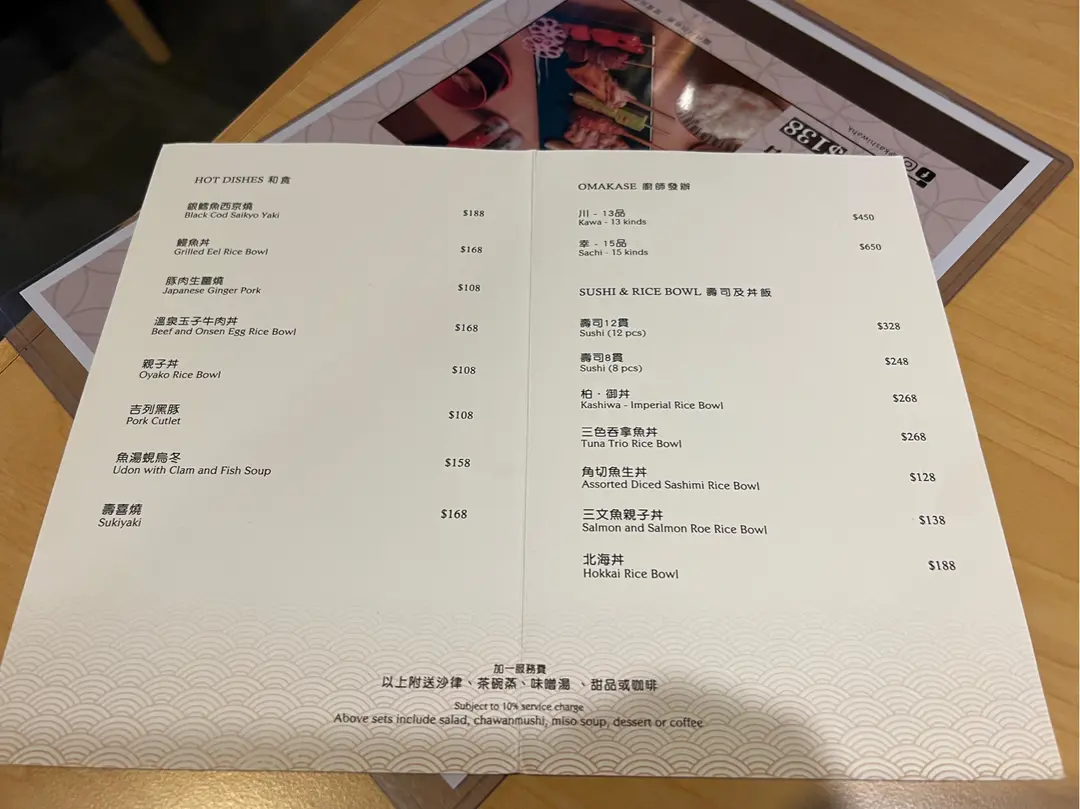 $138
@kashiwahk
HOT DISHES 和食
銀鱈魚西京燒
Black Cod Saikyo Yaki
$188
鰻魚丼
Grilled Eel Rice Bowl
$168
豚肉生薑燒
Japanese Ginger Pork
$108
溫泉玉子牛肉丼
Beef and Onsen Egg Rice Bowl
$168
親子丼
Oyako Rice Bowl
$108
吉列黑豚
Pork Cutlet
$108
魚湯蜆烏冬
Udon with Clam and Fish Soup
$158
壽喜燒
Sukiyaki
$168
OMAKASE 廚師發辦
川 - 13品
Kawa - 13 kinds
$450
幸 - 15品
Sachi - 15 kinds
$650
SUSHI & RICE BOWL 壽司及丼飯
壽司12貫
Sushi (12 pcs)
$328
壽司8貫
Sushi (8 pcs)
$248
柏 · 御丼
Kashiwa - Imperial Rice Bowl
$268
三色吞拿魚丼
Tuna Trio Rice Bowl
$268
角切魚生丼
Assorted Diced Sashimi Rice Bowl
$128
三文魚親子丼
Salmon and Salmon Roe Rice Bowl
$138
北海丼
Hokkai Rice Bowl
$188
加一服務費
以上附送沙律、茶碗蒸、味噌湯 、甜品或咖啡
Subject to 10% service charge
Above sets include salad, chawanmushi, miso soup, dessert or coffee